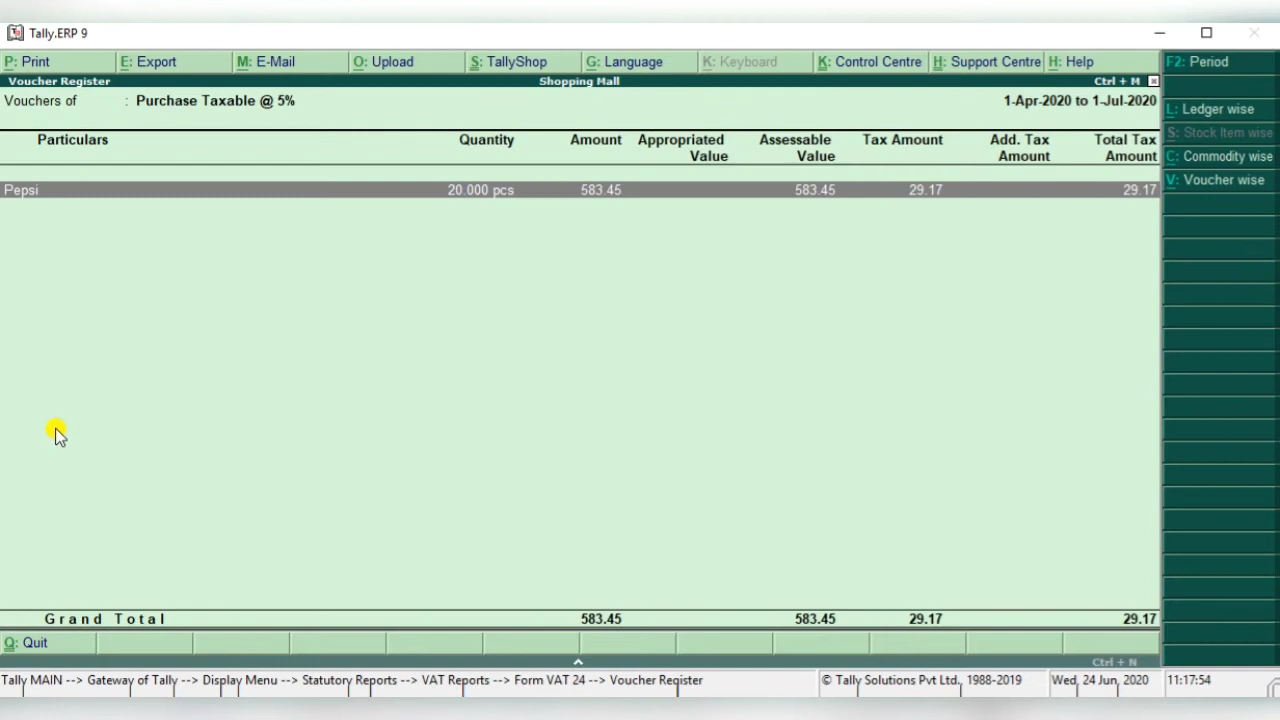 Tally.ERP 9
P: Print E: Export M: E-Mail O: Upload S: TallyShop G: Language K: Keyboard K: Control Centre H: Support Centre H: Help F2: Period
Voucher Register Shopping Mall Ctrl + M
Vouchers of : Purchase Taxable @ 5% 1-Apr-2020 to 1-Jul-2020
L: Ledger wise
S: Stock Item wise
C: Commodity wise
V: Voucher wise
Particulars Quantity Amount Appropriated Assessable Tax Amount Add. Tax Total Tax
Value Value Amount Amount
Pepsi 20.000 pcs 583.45 583.45 29.17 29.17
Grand Total 583.45 583.45 29.17 29.17
Q: Quit
Ctrl + N
Tally MAIN --> Gateway of Tally --> Display Menu --> Statutory Reports --> VAT Reports --> Form VAT 24 --> Voucher Register © Tally Solutions Pvt Ltd., 1988-2019 Wed, 24 Jun, 2020 11:17:54